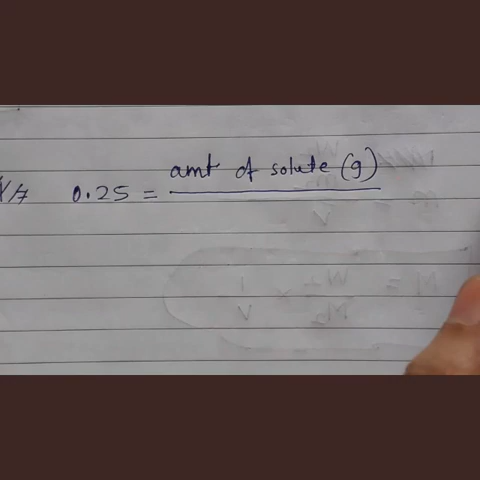 amt of solute (g)
0.25 =